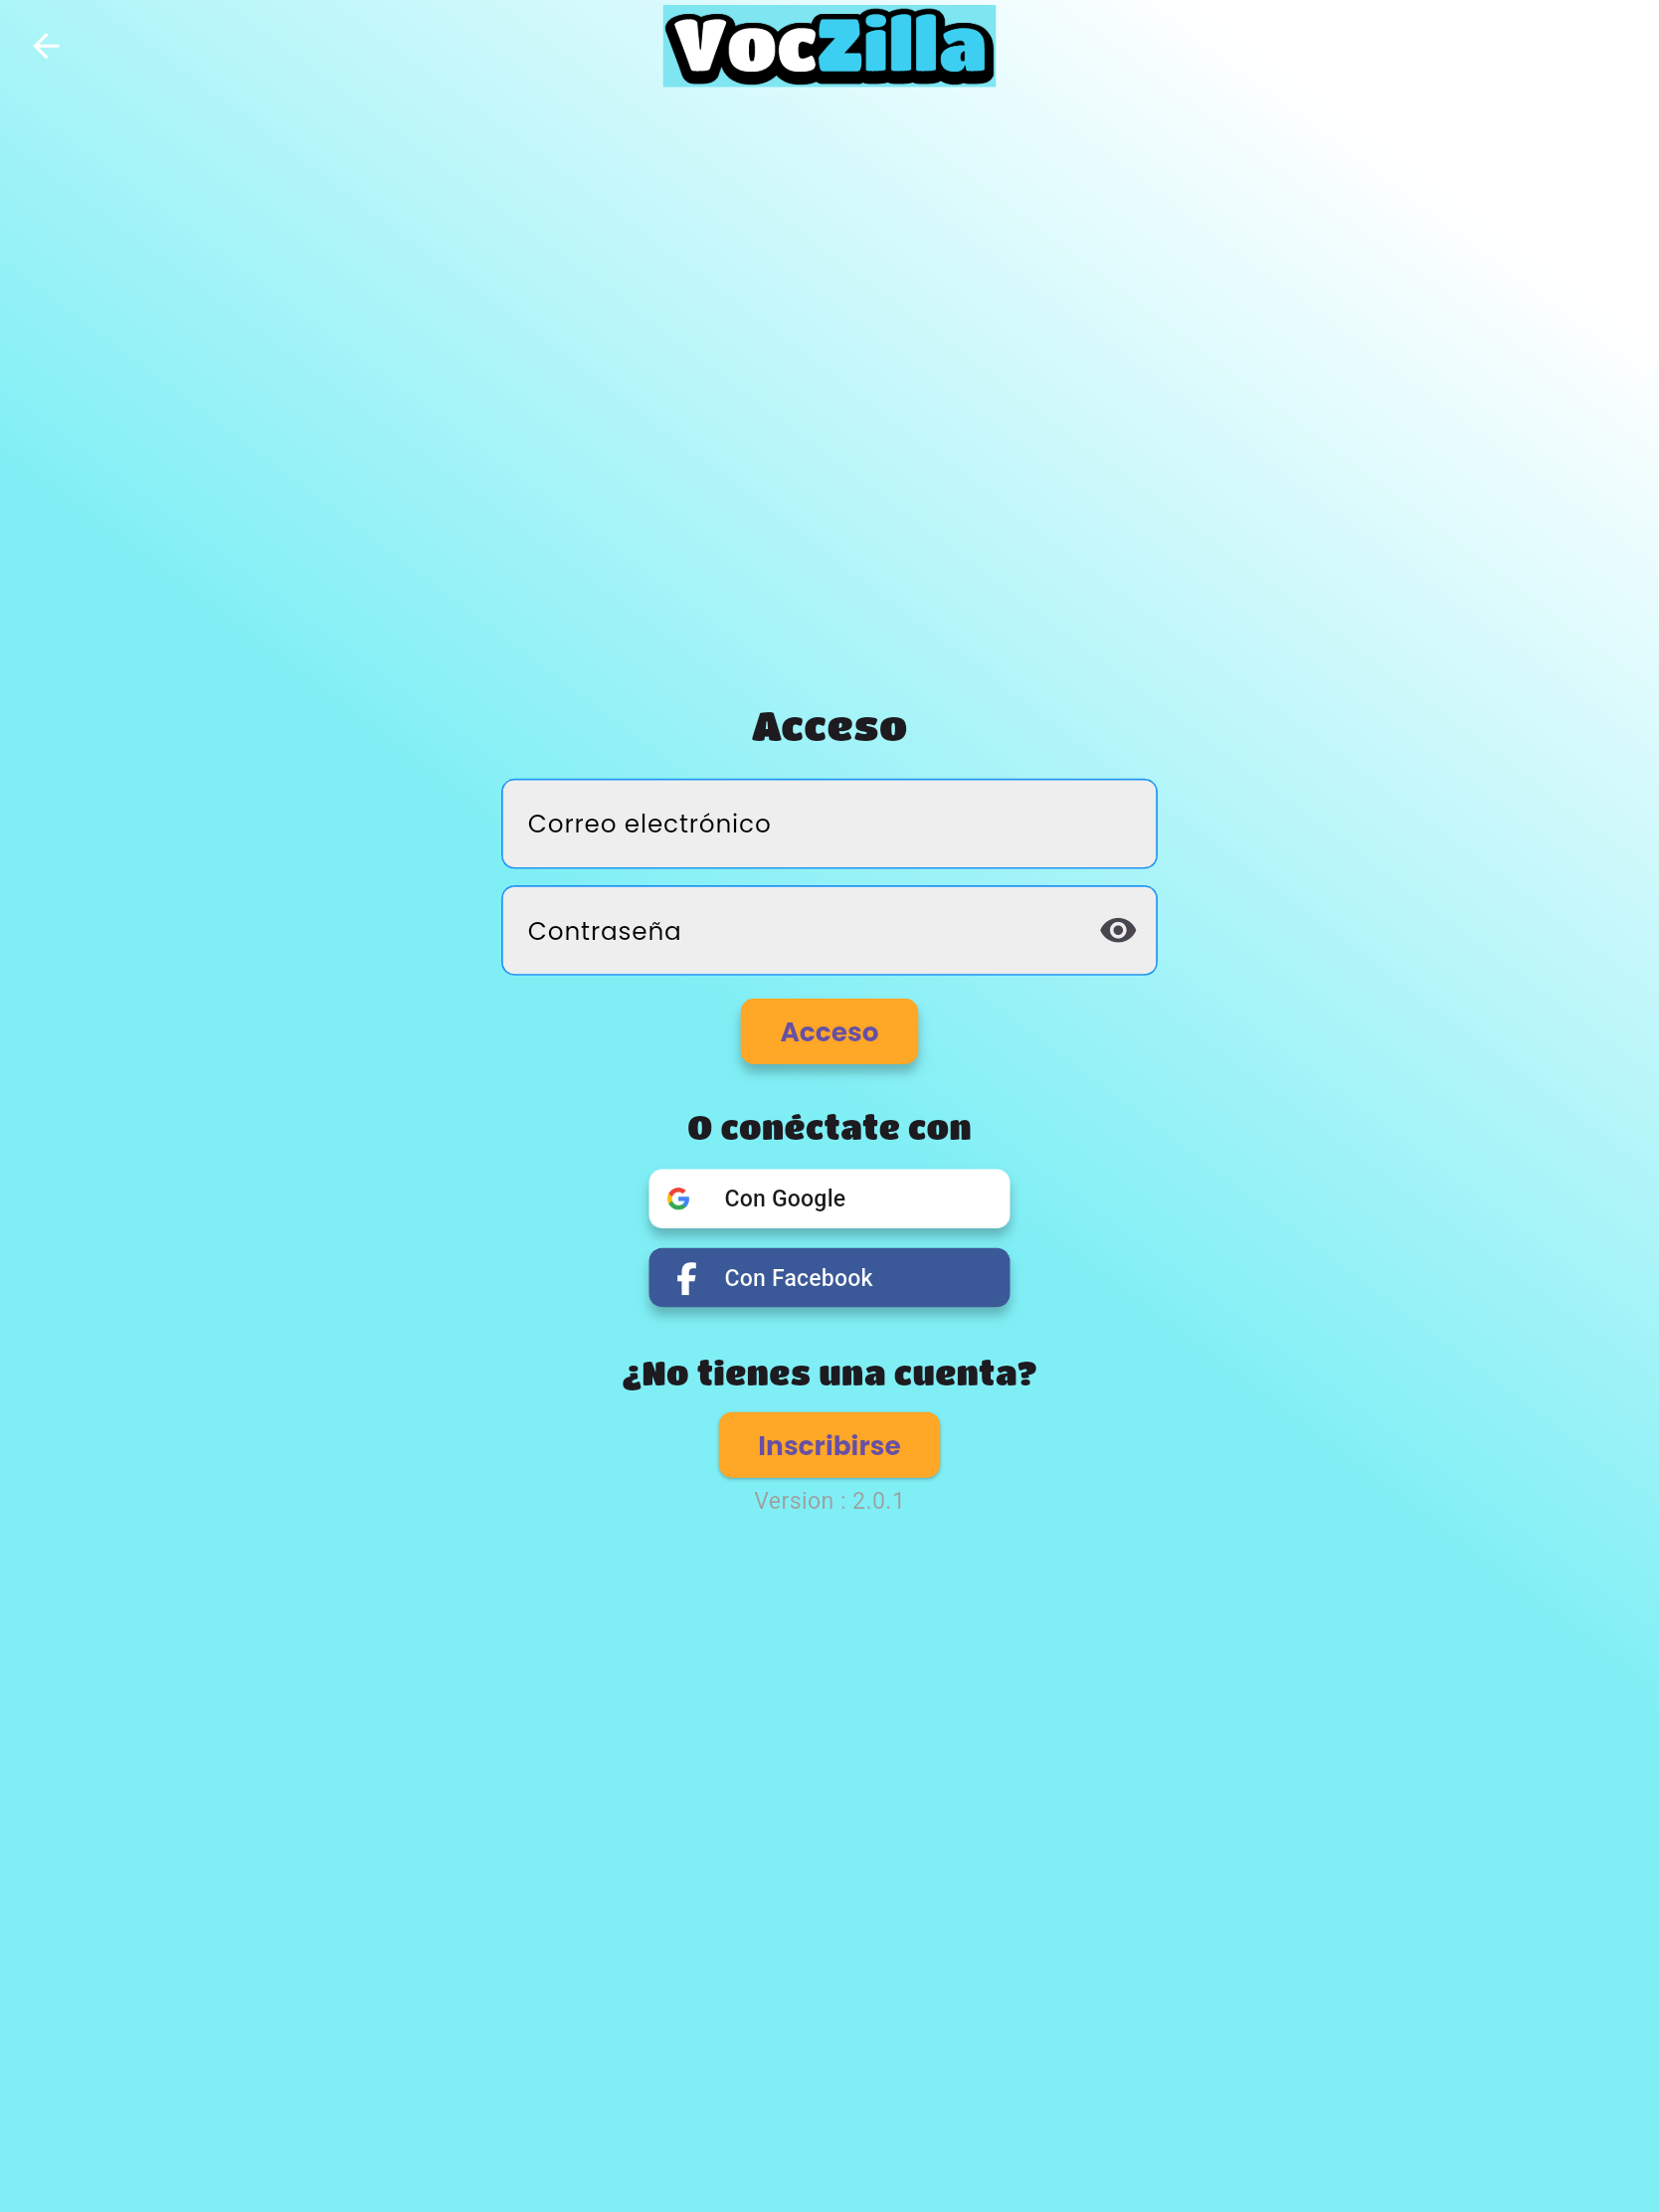 VocZilla
Acceso
Correo electrónico
Contraseña
Acceso
O conéctate con
Con Google
Con Facebook
¿No tienes una cuenta?
Inscribirse
Version : 2.0.1